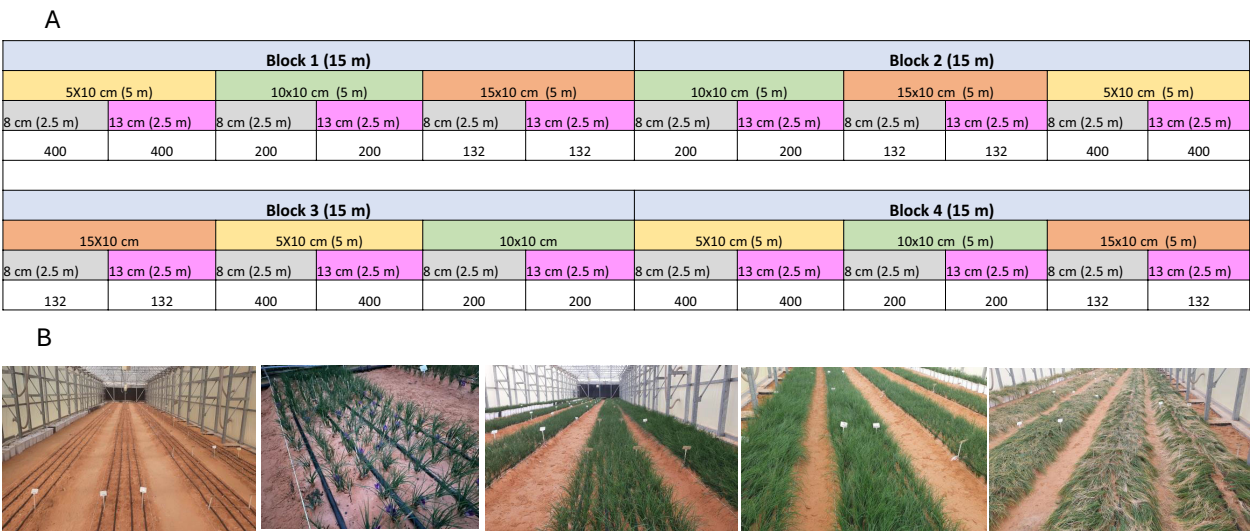 A
Block 1 (15 m) Block 2 (15 m)
5X10 cm (5 m) 10x10 cm (5 m) 15x10 cm (5 m) 10x10 cm (5 m) 15x10 cm (5 m) 5X10 cm (5 m)
8 cm (2.5 m) 13 cm (2.5 m) 8 cm (2.5 m) 13 cm (2.5 m) 8 cm (2.5 m) 13 cm (2.5 m) 8 cm (2.5 m) 13 cm (2.5 m) 8 cm (2.5 m) 13 cm (2.5 m) 8 cm (2.5 m) 13 cm (2.5 m)
400 400 200 200 132 132 200 200 132 132 400 400
Block 3 (15 m) Block 4 (15 m)
15X10 cm 5X10 cm (5 m) 10x10 cm 5X10 cm (5 m) 10x10 cm (5 m) 15x10 cm (5 m)
8 cm (2.5 m) 13 cm (2.5 m) 8 cm (2.5 m) 13 cm (2.5 m) 8 cm (2.5 m) 13 cm (2.5 m) 8 cm (2.5 m) 13 cm (2.5 m) 8 cm (2.5 m) 13 cm (2.5 m) 8 cm (2.5 m) 13 cm (2.5 m)
132 132 400 400 200 200 400 400 200 200 132 132
B